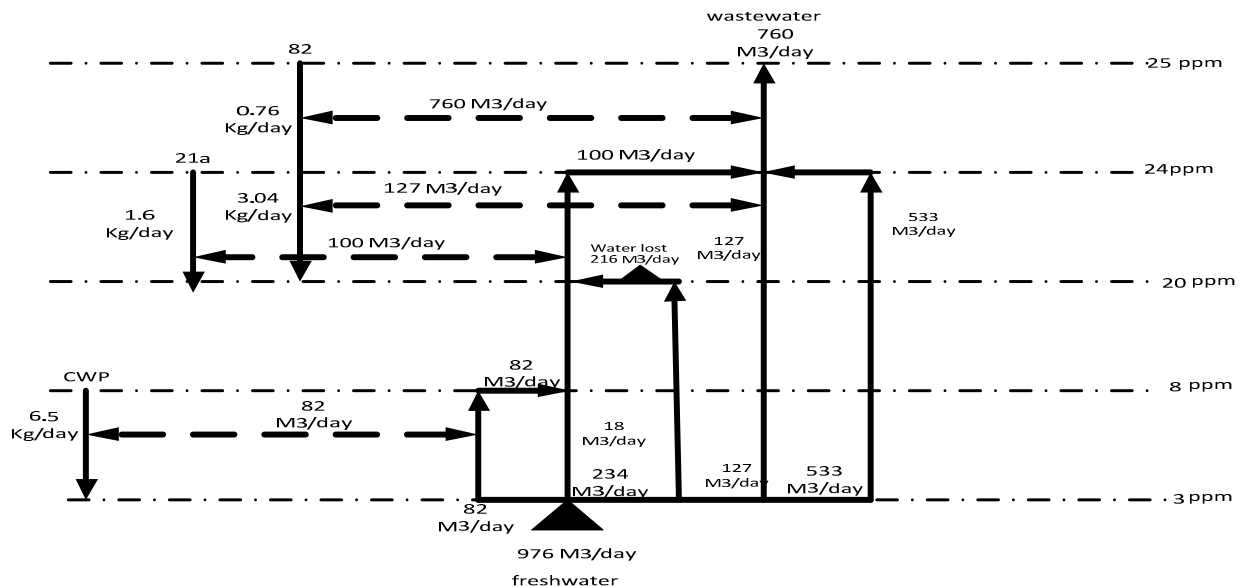 wastewater
760
M3/day
82
25 ppm
0.76
Kg/day
760 M3/day
21a
100 M3/day
24ppm
1.6
Kg/day
3.04
Kg/day
127 M3/day
533
M3/day
100 M3/day
Water lost
216 M3/day
127
M3/day
20 ppm
CWP
82
M3/day
8 ppm
6.5
Kg/day
82
M3/day
18
M3/day
234
M3/day
127
M3/day
533
M3/day
3 ppm
82
M3/day
976 M3/day
freshwater